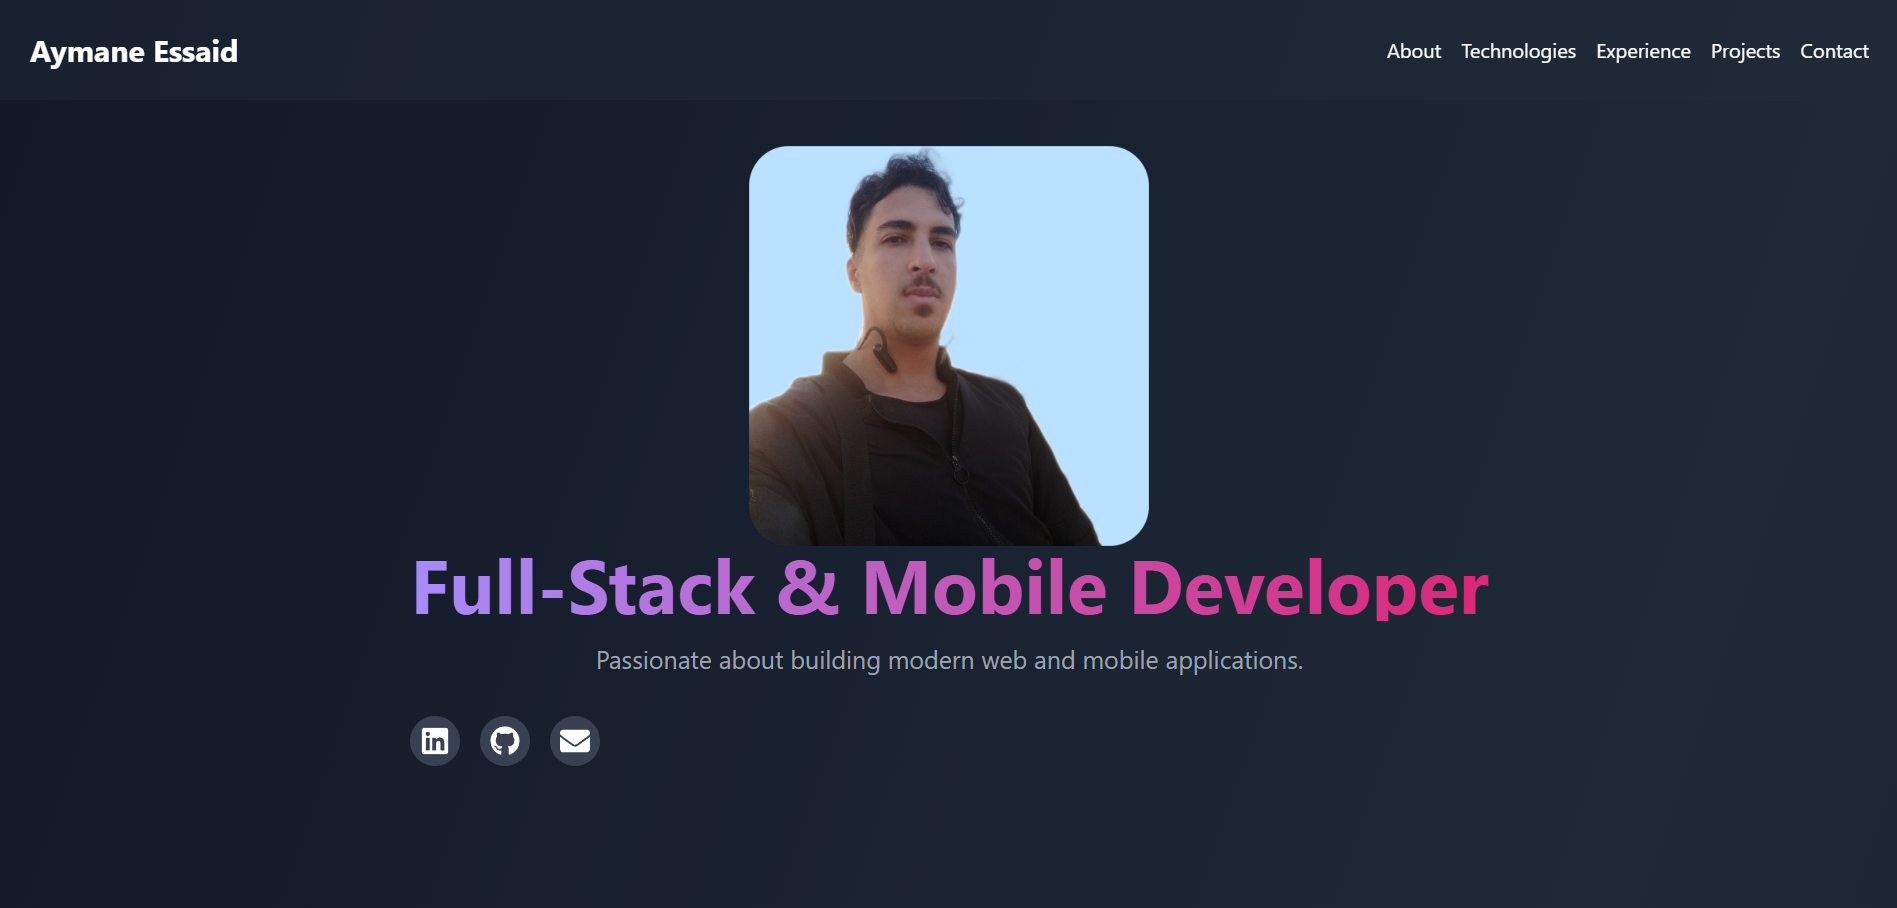 Aymane Essaid
About Technologies Experience Projects Contact
Full-Stack & Mobile Developer
Passionate about building modern web and mobile applications.
in